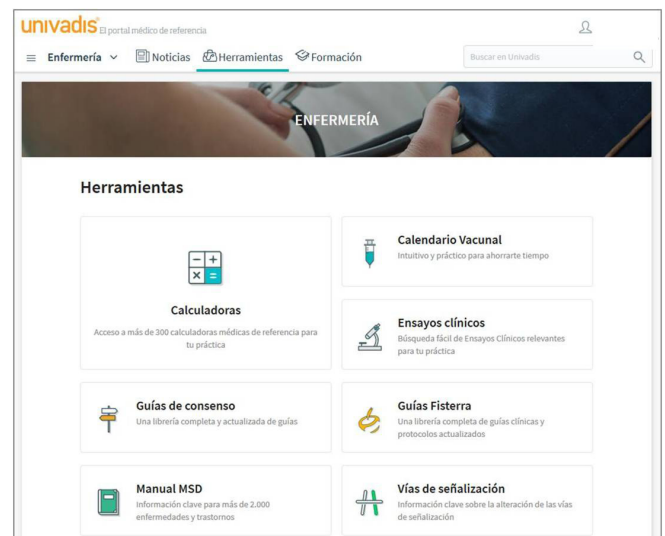 univadis El portal médico de referencia
Enfermería Noticias Herramientas Formación Buscar en Univadis
ENFERMERÍA
Herramientas
Calculadoras
Acceso a más de 300 calculadoras médicas de referencia para
tu práctica
Calendario Vacunal
Intuitivo y práctico para ahorrarte tiempo
Ensayos clínicos
Búsqueda fácil de Ensayos Clínicos relevantes
para tu práctica
Guías de consenso
Una librería completa y actualizada de guías
Guías Fisterra
Una librería completa de guías clínicas y
protocolos actualizados
Manual MSD
Información clave para más de 2.000
enfermedades y trastornos
Vías de señalización
Información clave sobre la alteración de las vías
de señalización